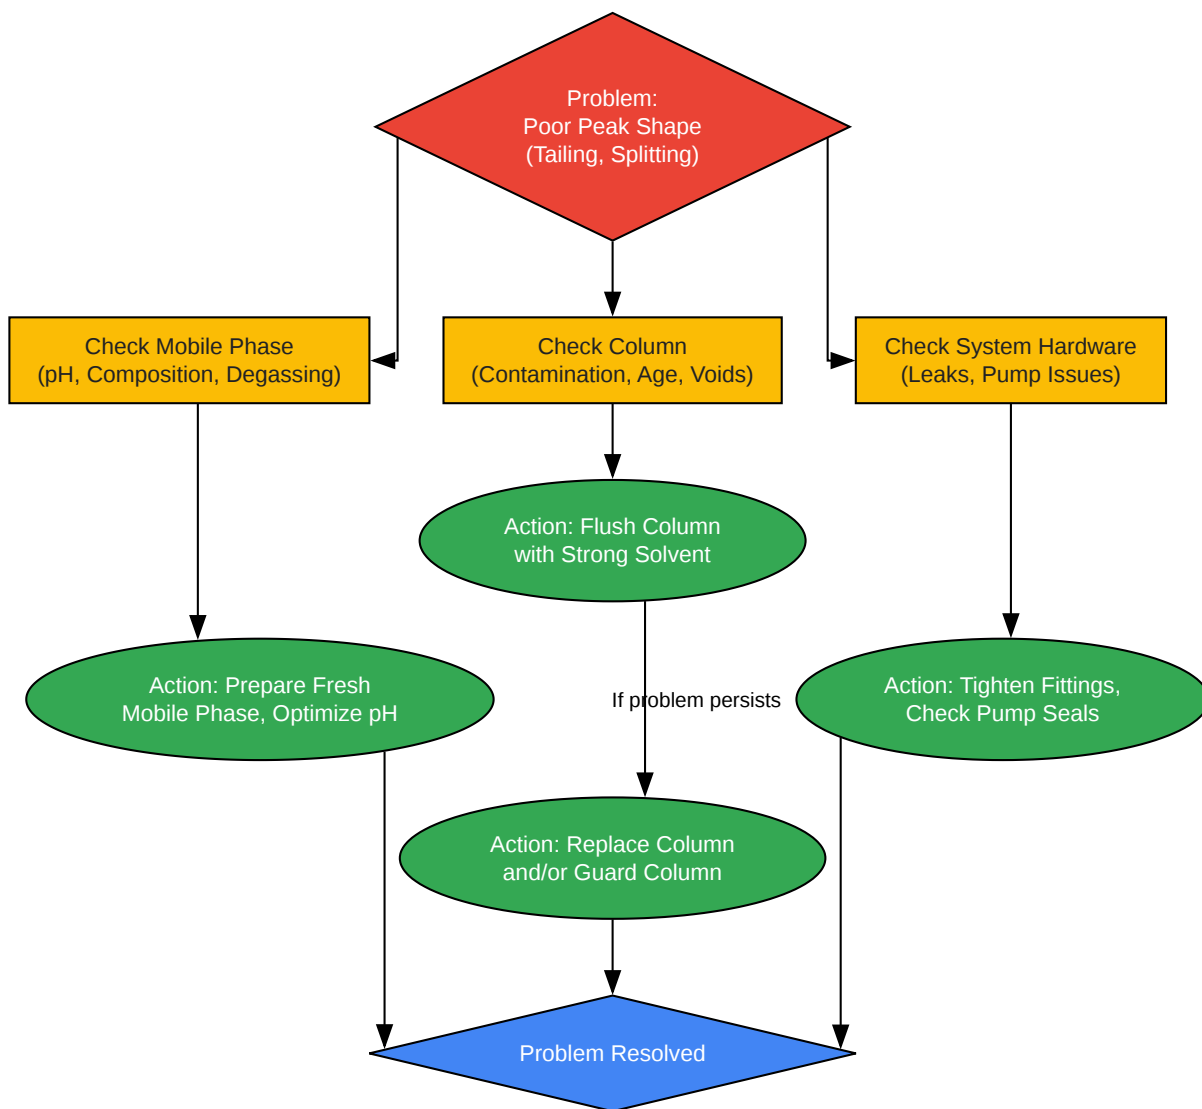 Problem:
Poor Peak Shape
(Tailing, Splitting)
Check Mobile Phase
(pH, Composition, Degassing)
Check Column
(Contamination, Age, Voids)
Check System Hardware
(Leaks, Pump Issues)
Action: Flush Column
with Strong Solvent
Action: Prepare Fresh
Mobile Phase, Optimize pH
If problem persists
Action: Tighten Fittings,
Check Pump Seals
Action: Replace Column
and/or Guard Column
Problem Resolved